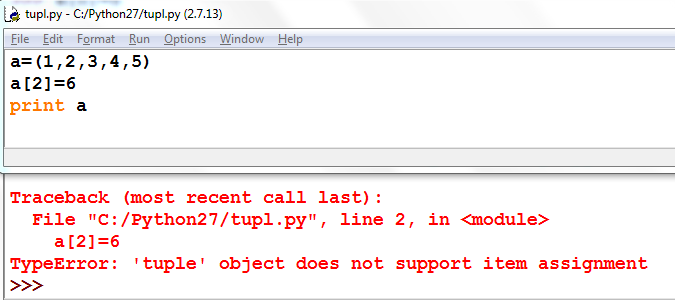 tupl.py - C:/Python27/tupl.py (2.7.13)
File Edit Format Run Options Window Help
a=(1,2,3,4,5)
a[2]=6
print a
Traceback (most recent call last):
  File "C:/Python27/tupl.py", line 2, in <module>
    a[2]=6
TypeError: 'tuple' object does not support item assignment
>>>